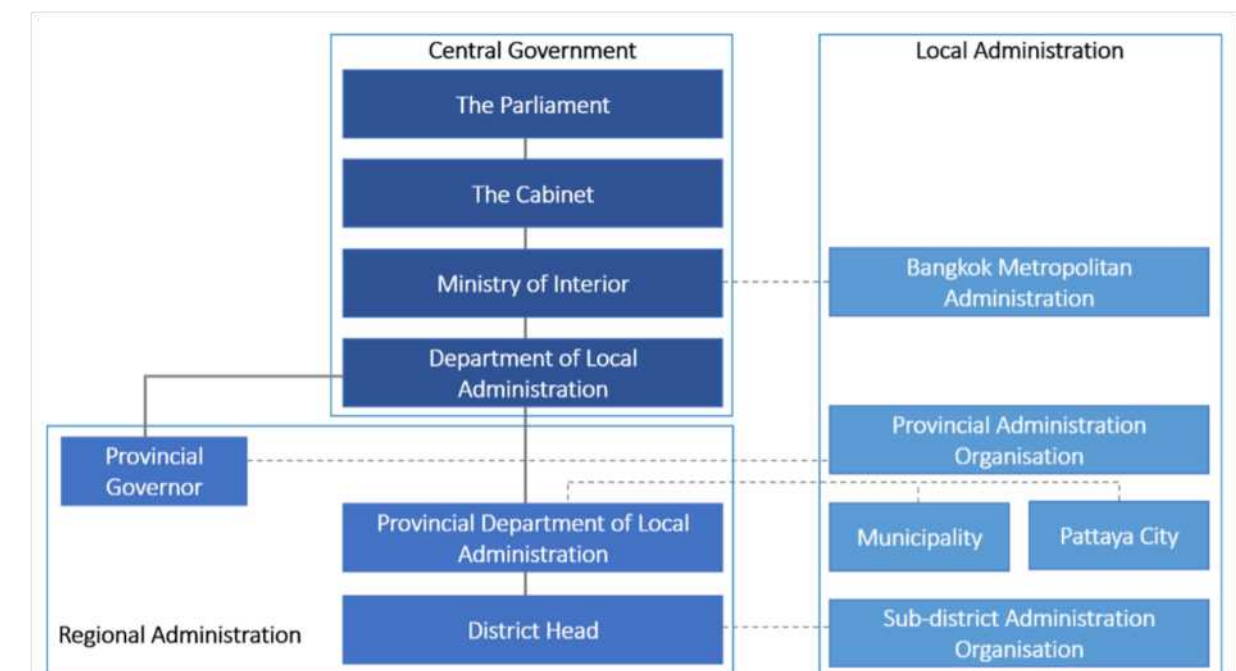 Central Government
The Parliament
The Cabinet
Ministry of Interior
Department of Local
Administration
Provincial
Governor
Provincial Department of Local
Administration
District Head
Regional Administration
Local Administration
Bangkok Metropolitan
Administration
Provincial Administration
Organisation
Municipality
Pattaya City
Sub-district Administration
Organisation